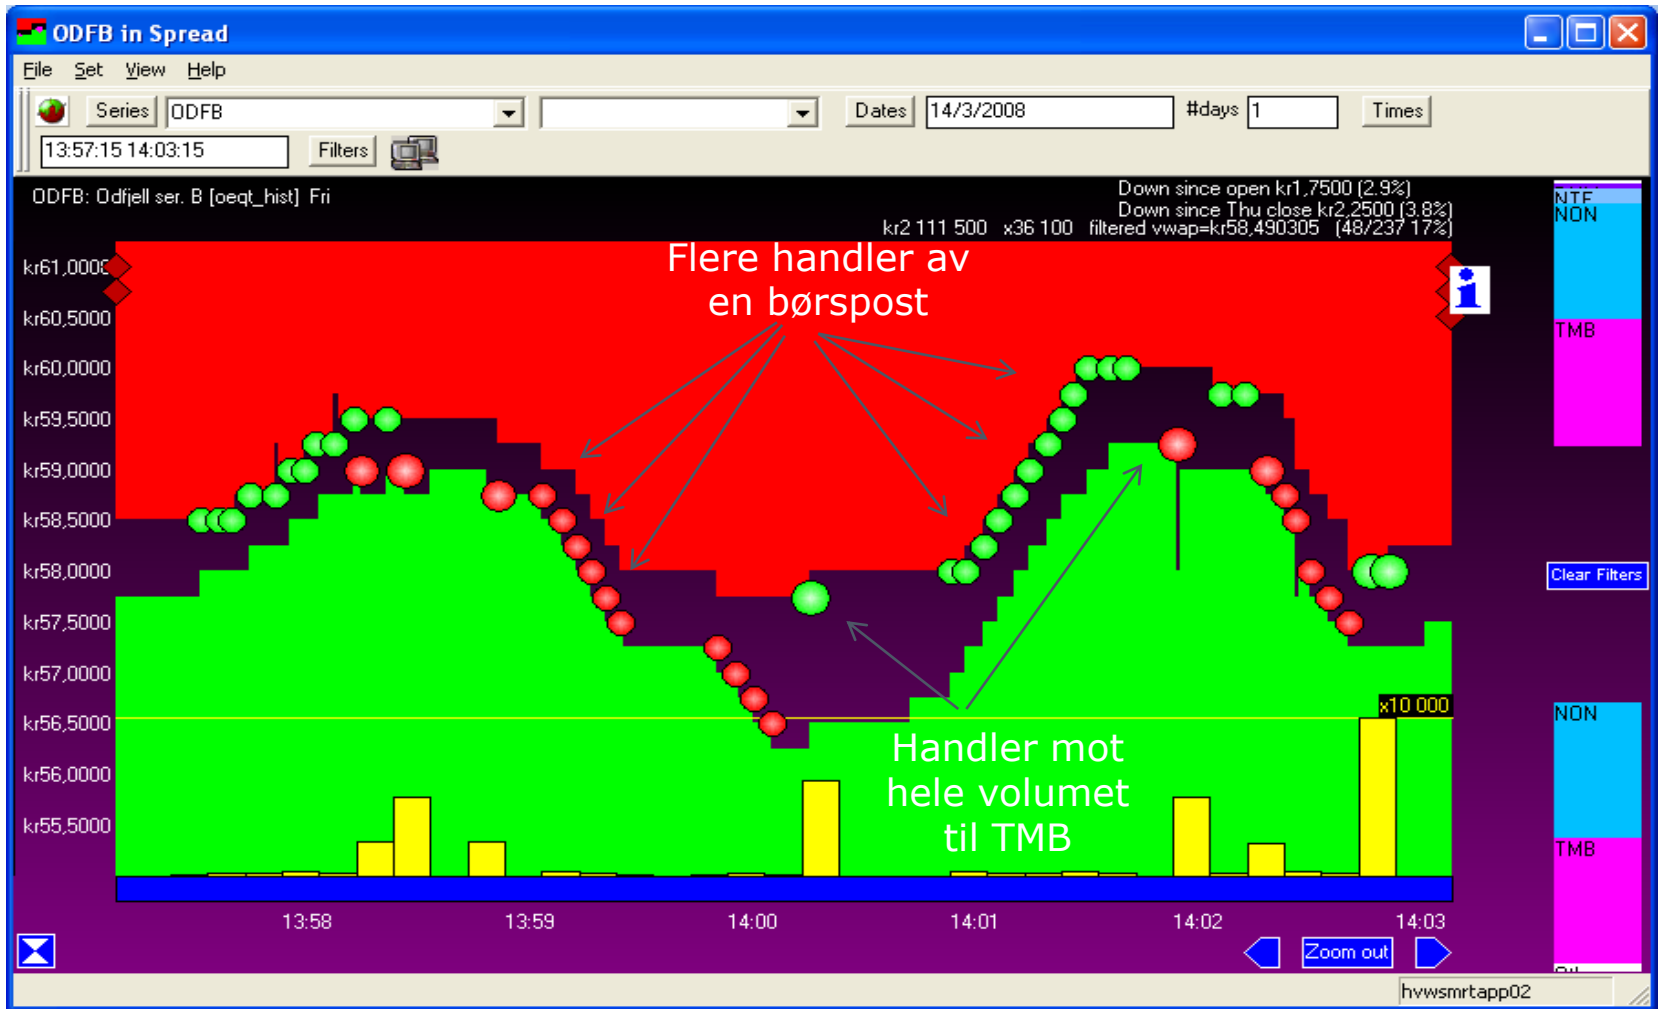 ODFB in Spread
File Set View Help
Series ODFB Dates 14/3/2008 #days 1 Times
13:57:15 14:03:15 Filters
ODFB: Odfjell ser. B [oeqt_hist] Fri
Down since open kr1,7500 (2.9%)
Down since Thu close kr2,2500 (3.8%)
kr2 111 500 x36 100 filtered vwap=kr58,490305 (48/237 17%)
NTF
NON
TMB
Flere handler av
en børspost
kr61,0000
kr60,5000
kr60,0000
kr59,5000
kr59,0000
kr58,5000
kr58,0000
kr57,5000
kr57,0000
kr56,5000
kr56,0000
kr55,5000
Clear Filters
x10 000
NON
TMB
Handler mot
hele volumet
til TMB
13:58 13:59 14:00 14:01 14:02 14:03
Zoom out
hvwsmrtapp02